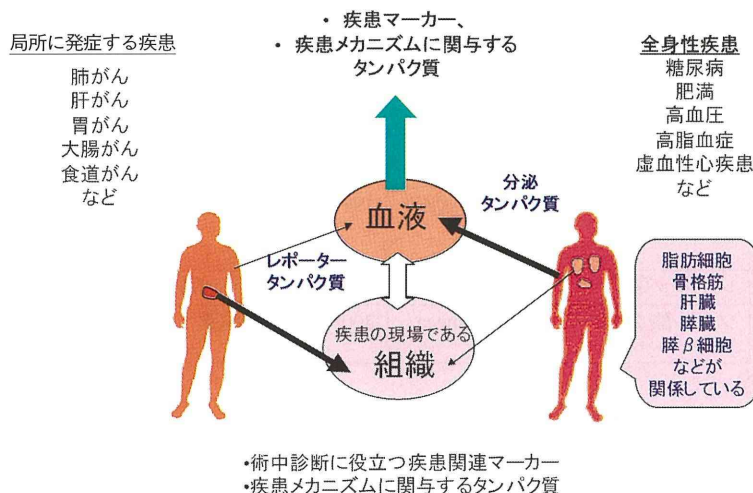 ・疾患マーカー、
・疾患メカニズムに関与する
タンパク質
局所に発症する疾患
肺がん
肝がん
胃がん
大腸がん
食道がん
など
全身性疾患
糖尿病
肥満
高血圧
高脂血症
虚血性心疾患
など
血液
分泌
タンパク質
レポーター
タンパク質
疾患の現場である
組織
脂肪細胞
骨格筋
肝臓
膵臓
膵β細胞
などが
関係している
•術中診断に役立つ疾患関連マーカー
•疾患メカニズムに関与するタンパク質